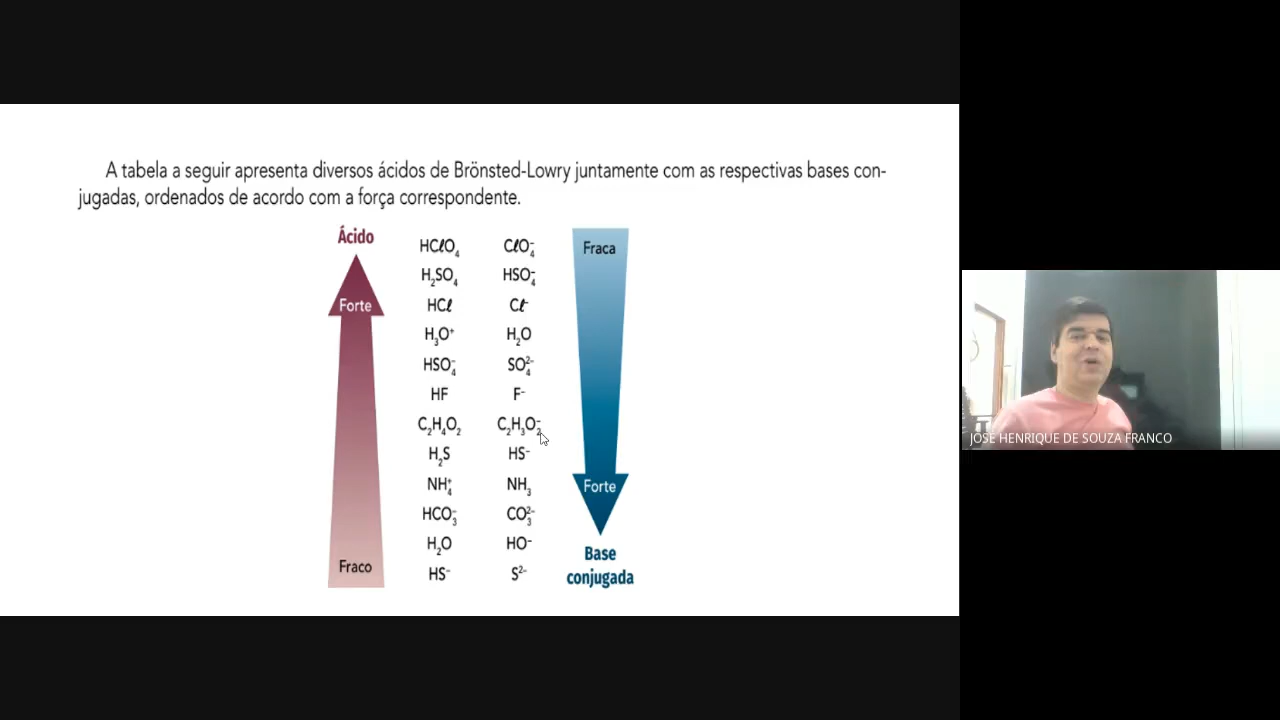 A tabela a seguir apresenta diversos ácidos de Brönsted-Lowry juntamente com as respectivas bases con-
jugadas, ordenados de acordo com a força correspondente.
Ácido
Forte
Fraco
HCℓO₄ CℓO₄⁻
H₂SO₄ HSO₄⁻
HCℓ Cℓ⁻
H₃O⁺ H₂O
HSO₄⁻ SO₄²⁻
HF F⁻
C₂H₄O₂ C₂H₃O₂⁻
H₂S HS⁻
NH₄⁺ NH₃
HCO₃⁻ CO₃²⁻
H₂O HO⁻
HS⁻ S²⁻
Fraca
Forte
Base
conjugada
JOSÉ HENRIQUE DE SOUZA FRANCO